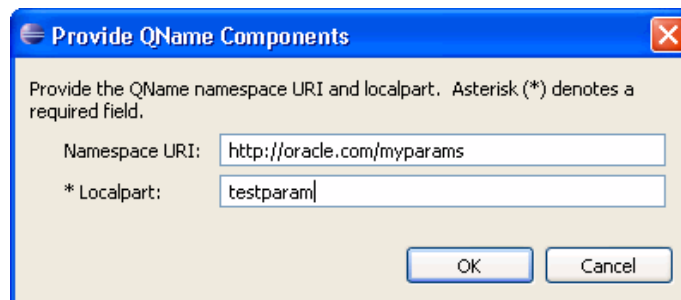 Provide QName Components
Provide the QName namespace URI and localpart. Asterisk (*) denotes a
required field.
Namespace URI: http://oracle.com/myparams
* Localpart: testparam
OK Cancel